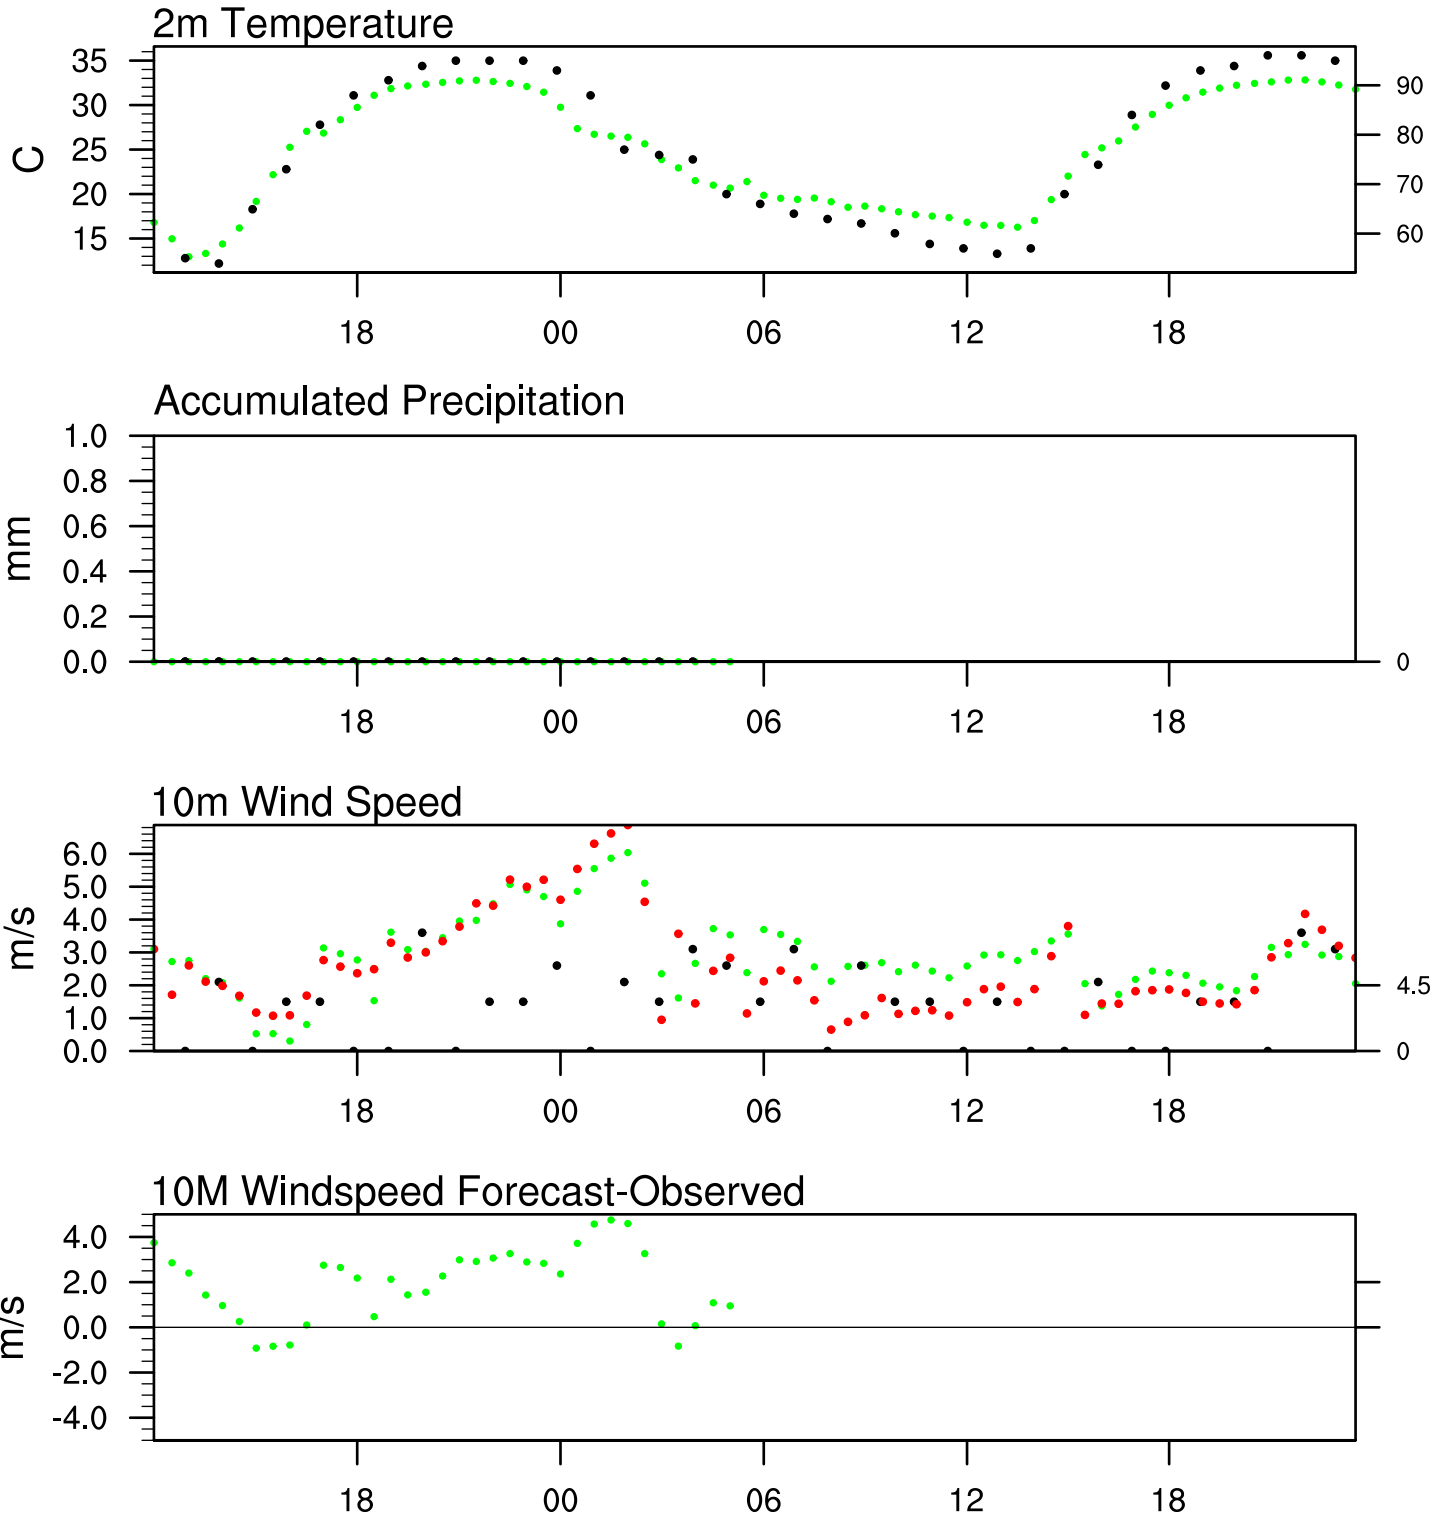 2m Temperature
35
30
25
20
15
C
90
80
70
60
18 00 06 12 18
Accumulated Precipitation
1.0
0.8
0.6
0.4
0.2
0.0
mm
0
18 00 06 12 18
10m Wind Speed
6.0
5.0
4.0
3.0
2.0
1.0
0.0
m/s
4.5
0
18 00 06 12 18
10M Windspeed Forecast-Observed
4.0
2.0
0.0
-2.0
-4.0
m/s
18 00 06 12 18